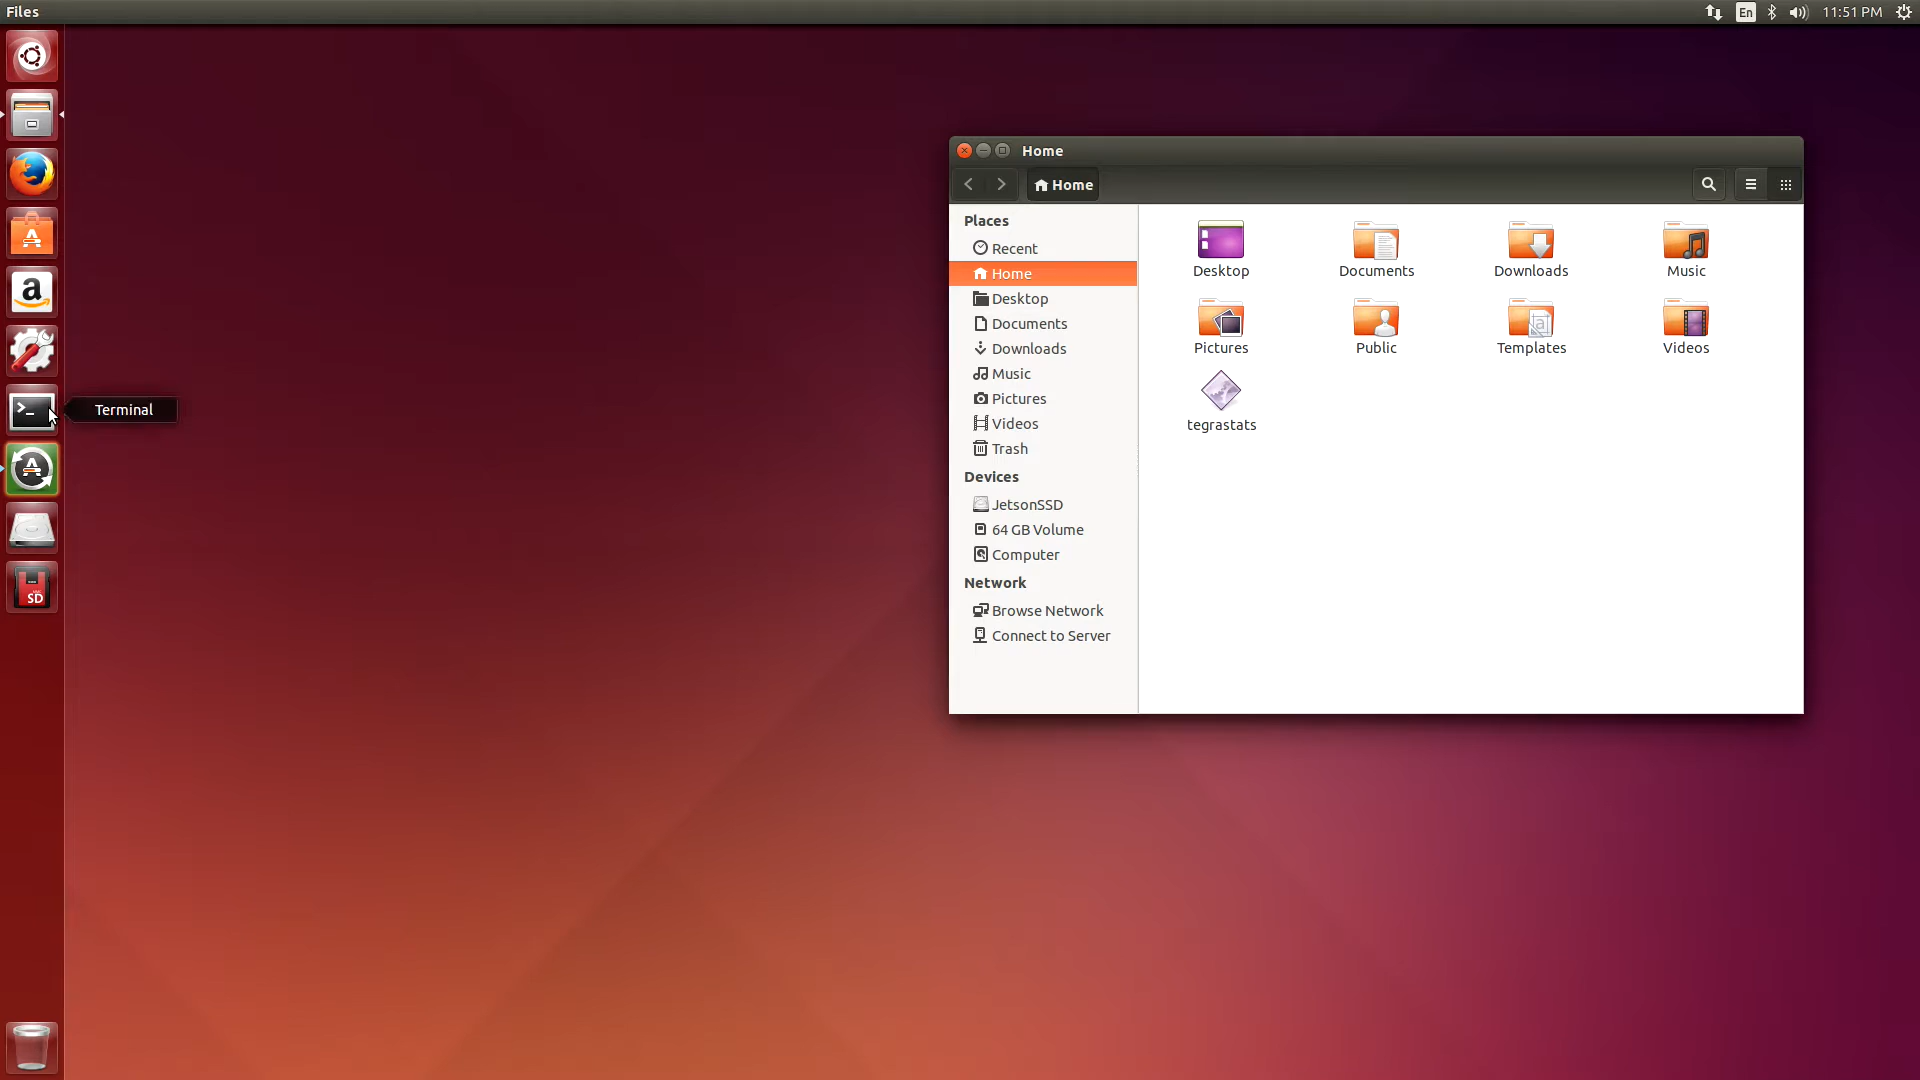 Files
En
11:51 PM
Home
Home
Places
Recent
Home
Desktop
Documents
Downloads
Music
Pictures
Videos
Trash
Devices
JetsonSSD
64 GB Volume
Computer
Network
Browse Network
Connect to Server
Desktop
Documents
Downloads
Music
Pictures
Public
Templates
Videos
tegrastats
Terminal
>_
SD